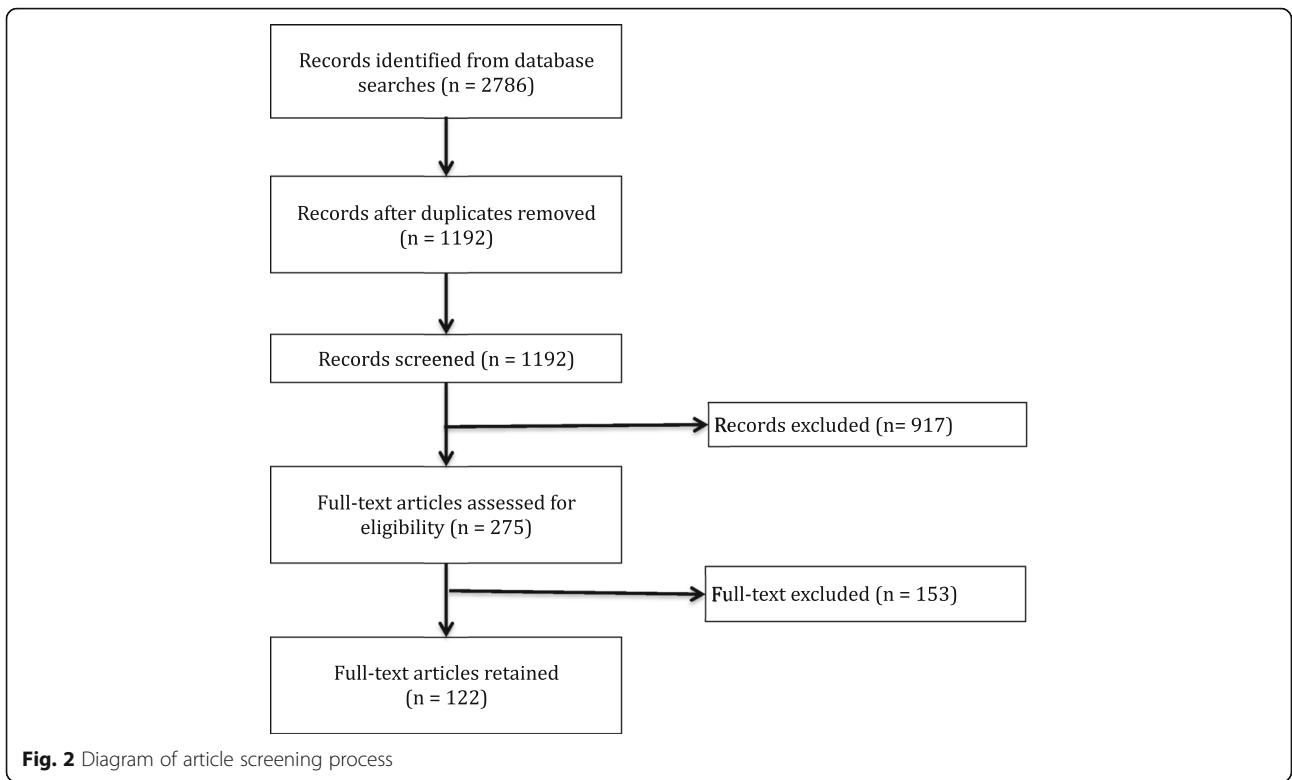 Records identified from database
searches (n = 2786)
Records after duplicates removed
(n = 1192)
Records screened (n = 1192)
Records excluded (n= 917)
Full-text articles assessed for
eligibility (n = 275)
Full-text excluded (n = 153)
Full-text articles retained
(n = 122)
Fig. 2 Diagram of article screening process